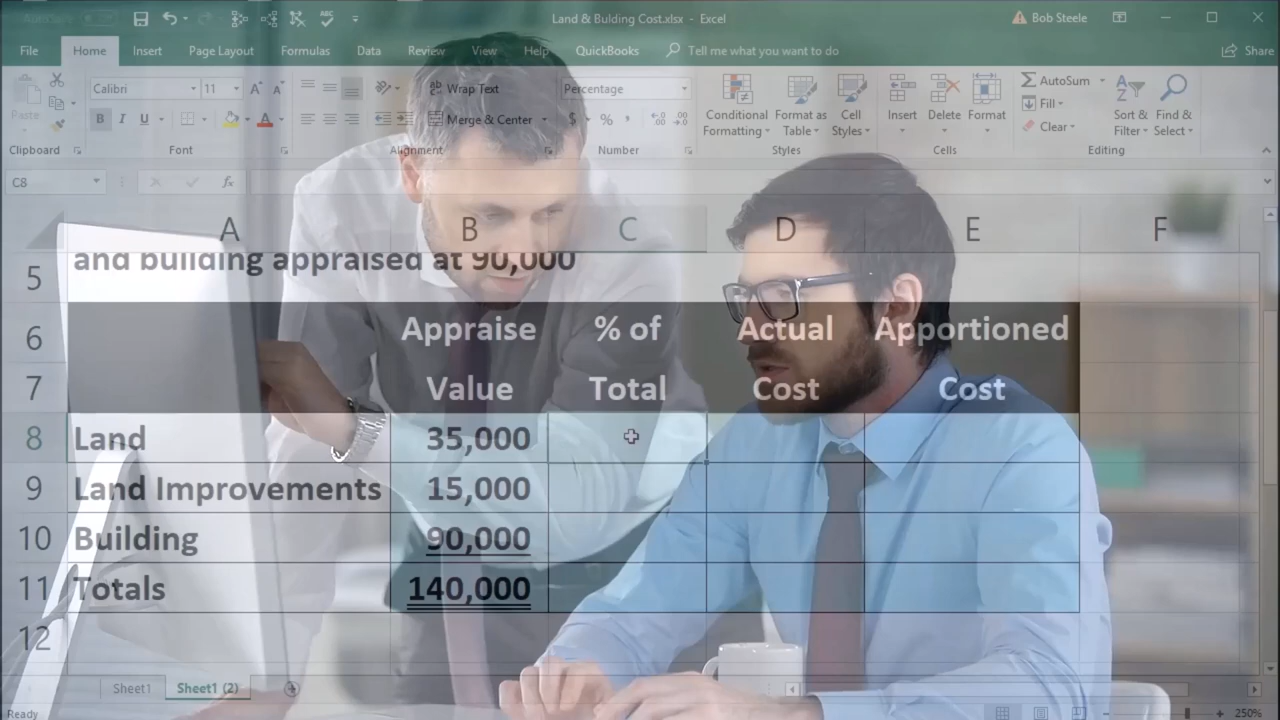 AutoSave
Land & Bulding Cost.xlsx - Excel
Bob Steele
File Home Insert Page Layout Formulas Data Review View Help QuickBooks Tell me what you want to do Share
Calibri 11 Wrap Text Percentage AutoSum
Paste B I U Merge & Center $ % Conditional Formatting Format as Table Cell Styles Insert Delete Format Fill Clear Sort & Filter Find & Select
Clipboard Font Alignment Number Styles Cells Editing
C8 fx
A B C D E F
5 and building appraised at 90,000
6 Appraise % of Actual Apportioned
7 Value Total Cost Cost
8 Land 35,000
9 Land Improvements 15,000
10 Building 90,000
11 Totals 140,000
12
Sheet1 Sheet1 (2)
Ready 250%